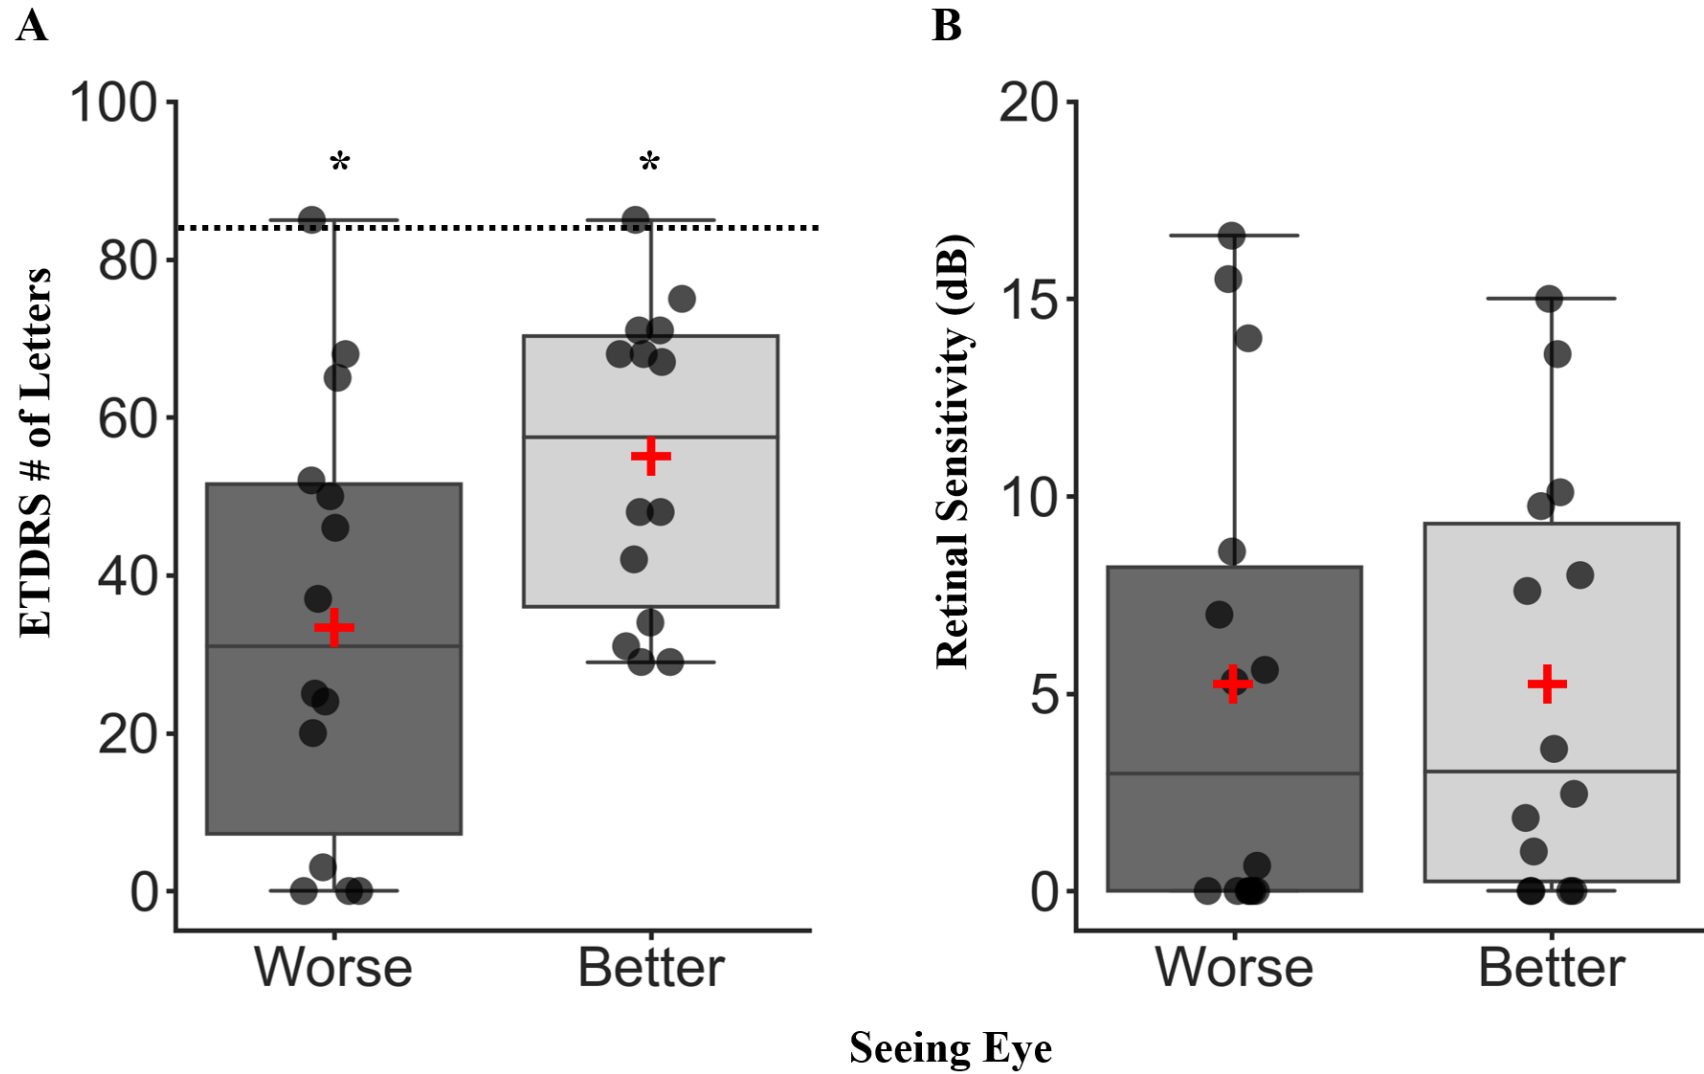 A
B
100
80
60
40
20
0
ETDRS # of Letters
*
*
Worse
Better
20
15
10
5
0
Retinal Sensitivity (dB)
Worse
Better
Seeing Eye